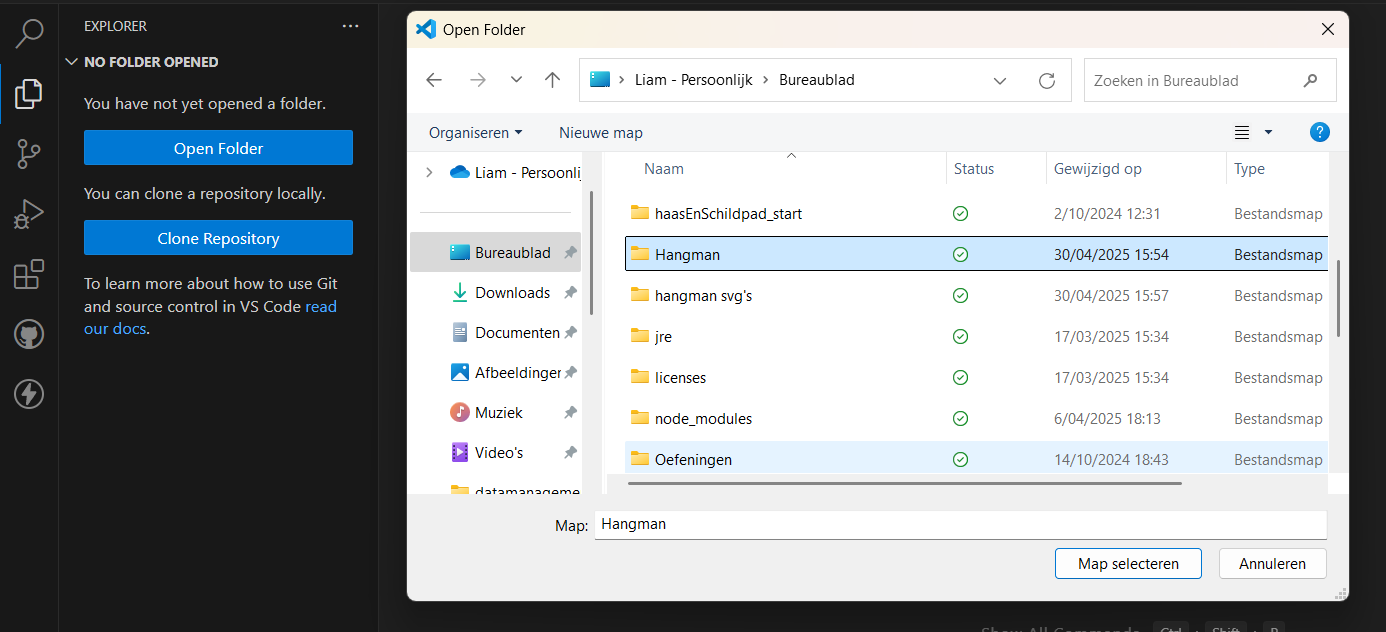 EXPLORER
NO FOLDER OPENED
You have not yet opened a folder.
Open Folder
You can clone a repository locally.
Clone Repository
To learn more about how to use Git
and source control in VS Code read
our docs.
Open Folder
Liam - Persoonlijk > Bureaublad
Zoeken in Bureaublad
Organiseren
Nieuwe map
Liam - Persoonlij
Bureaublad
Downloads
Documenten
Afbeeldingen
Muziek
Video's
datamanageme
Naam Status Gewijzigd op Type
haasEnSchildpad_start 2/10/2024 12:31 Bestandsmap
Hangman 30/04/2025 15:54 Bestandsmap
hangman svg's 30/04/2025 15:57 Bestandsmap
jre 17/03/2025 15:34 Bestandsmap
licenses 17/03/2025 15:34 Bestandsmap
node_modules 6/04/2025 18:13 Bestandsmap
Oefeningen 14/10/2024 18:43 Bestandsmap
Map: Hangman
Map selecteren
Annuleren
Show All Commands Ctrl + Shift + P